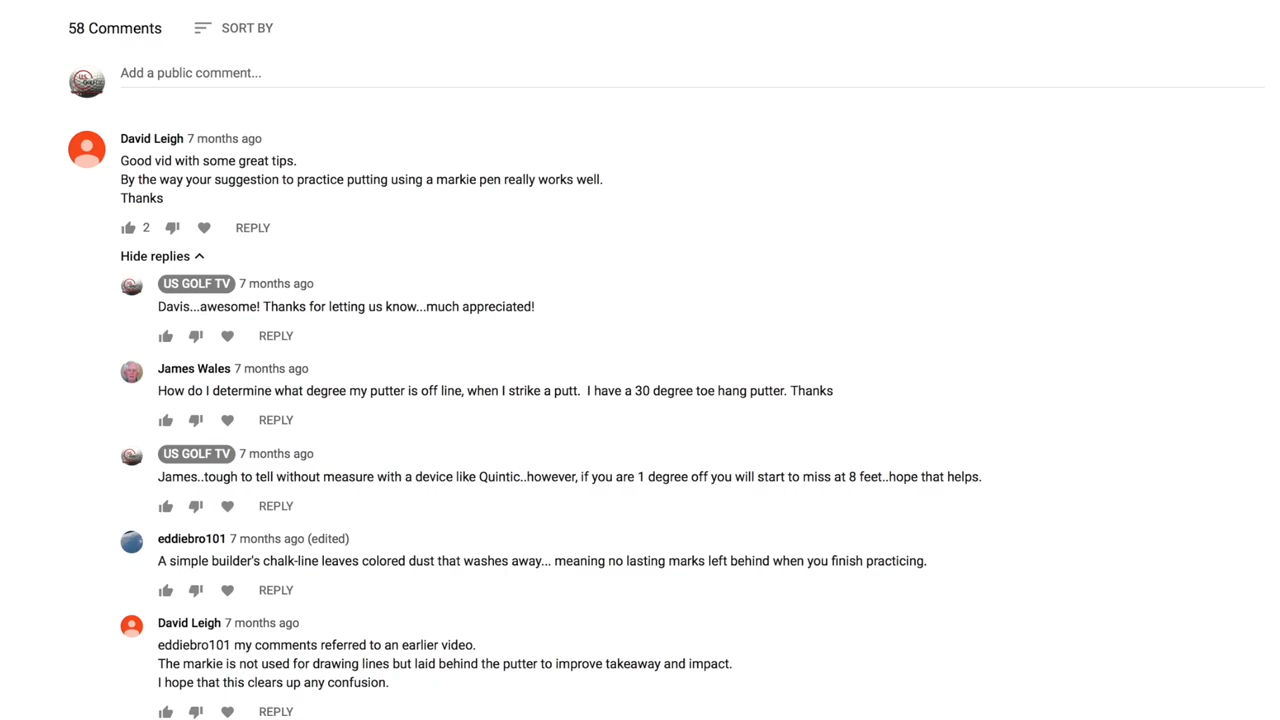 58 Comments
SORT BY
Add a public comment...
David Leigh 7 months ago
Good vid with some great tips.
By the way your suggestion to practice putting using a markie pen really works well.
Thanks
2 REPLY
Hide replies
US GOLF TV 7 months ago
Davis...awesome! Thanks for letting us know...much appreciated!
REPLY
James Wales 7 months ago
How do I determine what degree my putter is off line, when I strike a putt.  I have a 30 degree toe hang putter. Thanks
REPLY
US GOLF TV 7 months ago
James..tough to tell without measure with a device like Quintic..however, if you are 1 degree off you will start to miss at 8 feet..hope that helps.
REPLY
eddiebro101 7 months ago (edited)
A simple builder's chalk-line leaves colored dust that washes away... meaning no lasting marks left behind when you finish practicing.
REPLY
David Leigh 7 months ago
eddiebro101 my comments referred to an earlier video.
The markie is not used for drawing lines but laid behind the putter to improve takeaway and impact.
I hope that this clears up any confusion.
REPLY